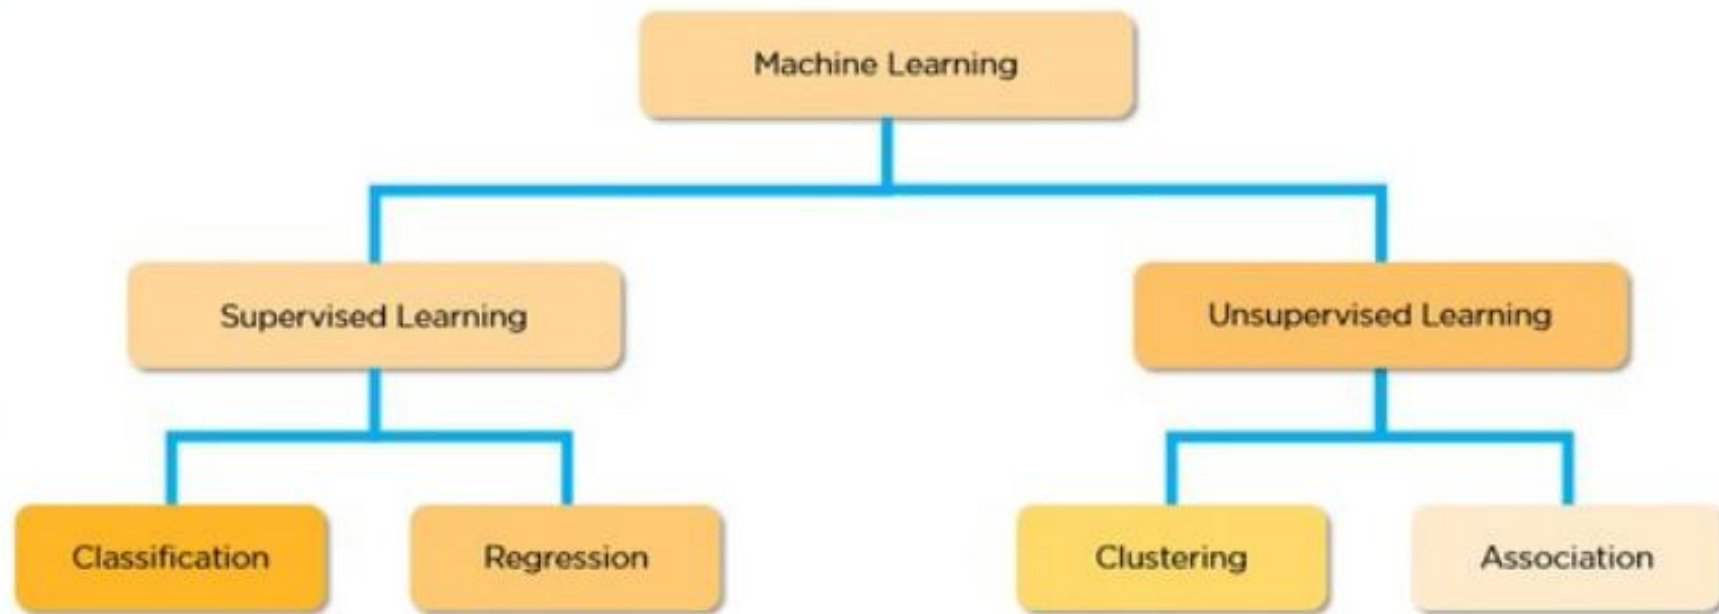 Machine Learning
Supervised Learning
Unsupervised Learning
Classification
Regression
Clustering
Association